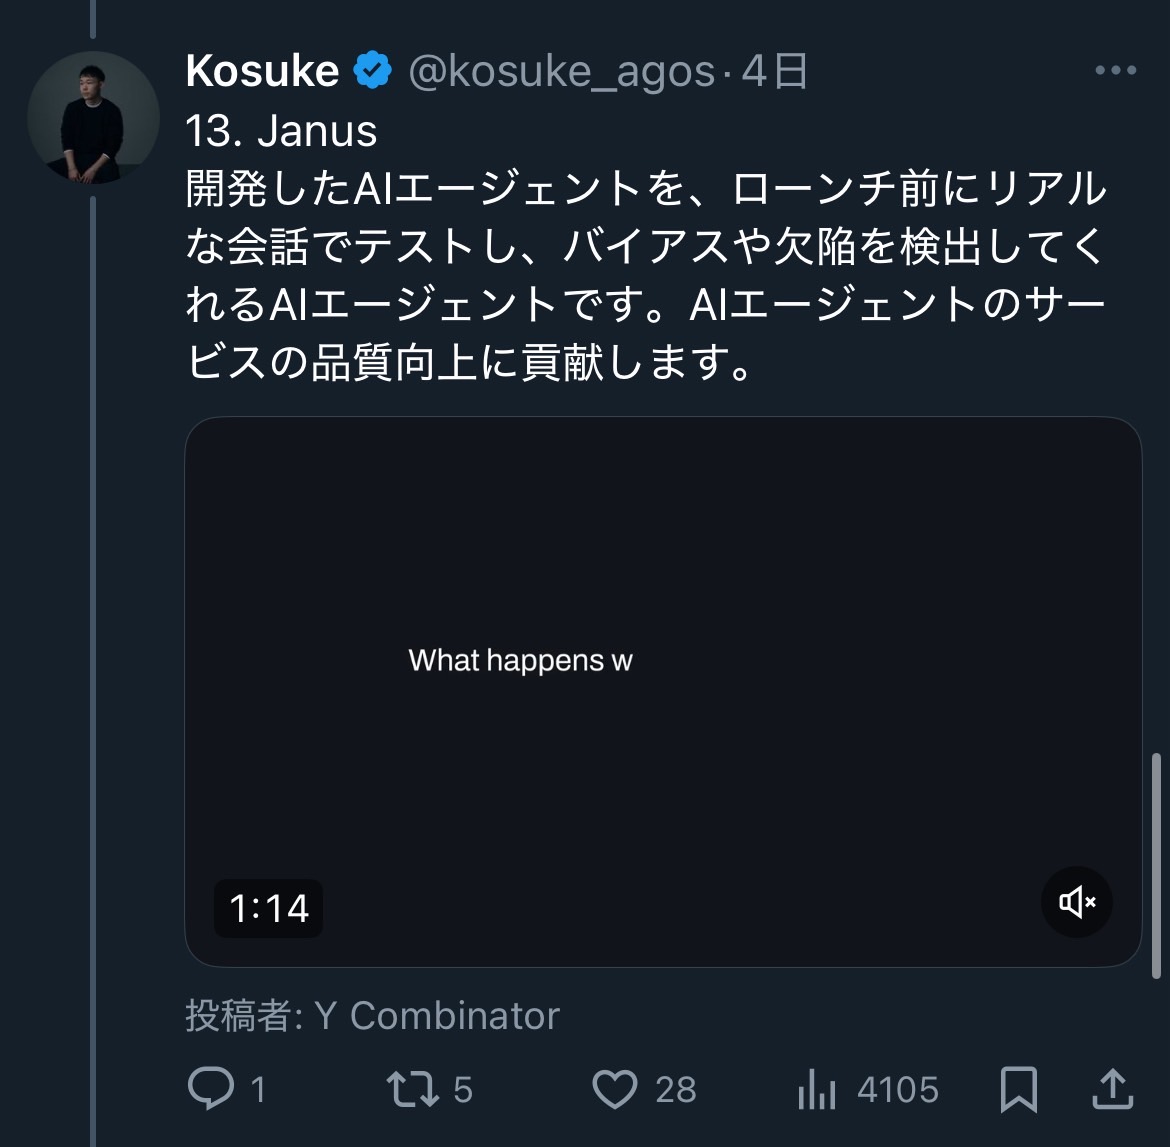 Kosuke @kosuke_agos · 4日
13. Janus
開発したAIエージェントを、ローンチ前にリアル
な会話でテストし、バイアスや欠陥を検出してく
れるAIエージェントです。AIエージェントのサー
ビスの品質向上に貢献します。
What happens w
1:14
投稿者: Y Combinator
1 5 28 4105